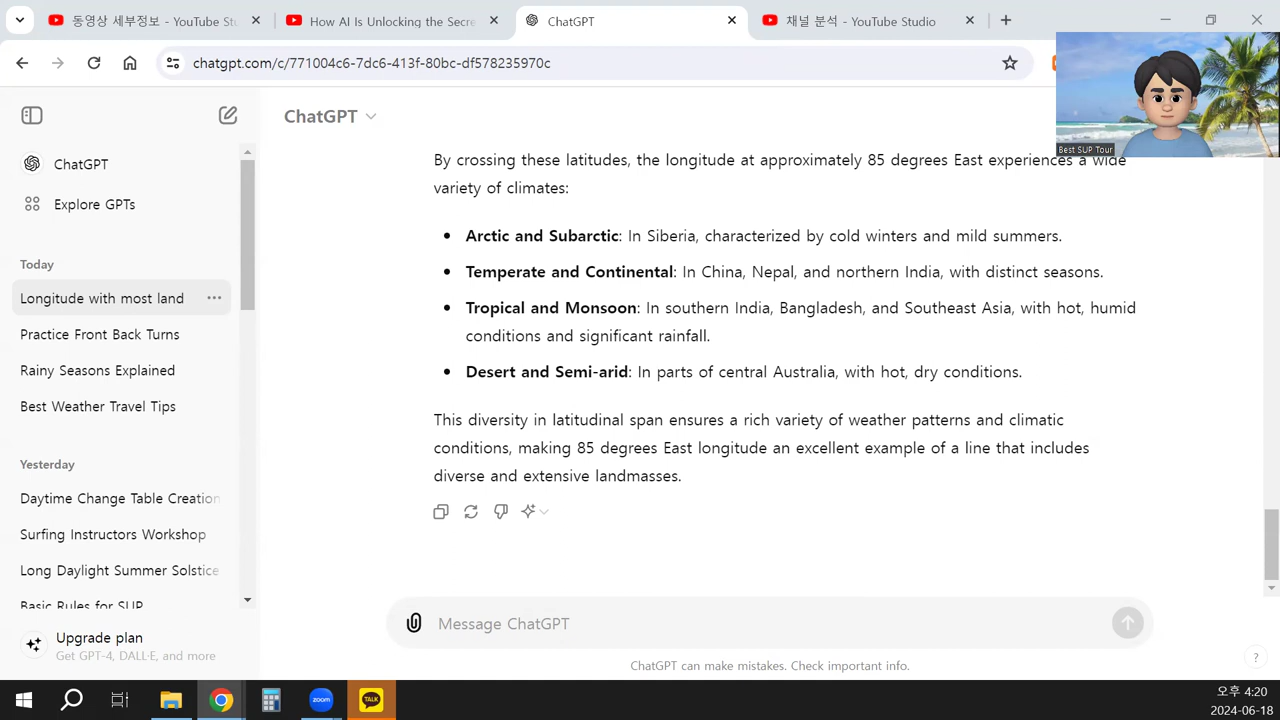 동영상 세부정보 - YouTube Stu
How AI Is Unlocking the Secre
ChatGPT
채널 분석 - YouTube Studio
chatgpt.com/c/771004c6-7dc6-413f-80bc-df578235970c
Best SUP Tour
ChatGPT
Explore GPTs
Today
Longitude with most land
Practice Front Back Turns
Rainy Seasons Explained
Best Weather Travel Tips
Yesterday
Daytime Change Table Creation
Surfing Instructors Workshop
Long Daylight Summer Solstice
Basic Rules for SUP
Upgrade plan
Get GPT-4, DALL·E, and more
ChatGPT
By crossing these latitudes, the longitude at approximately 85 degrees East experiences a wide
variety of climates:
• Arctic and Subarctic: In Siberia, characterized by cold winters and mild summers.
• Temperate and Continental: In China, Nepal, and northern India, with distinct seasons.
• Tropical and Monsoon: In southern India, Bangladesh, and Southeast Asia, with hot, humid
conditions and significant rainfall.
• Desert and Semi-arid: In parts of central Australia, with hot, dry conditions.
This diversity in latitudinal span ensures a rich variety of weather patterns and climatic
conditions, making 85 degrees East longitude an excellent example of a line that includes
diverse and extensive landmasses.
Message ChatGPT
ChatGPT can make mistakes. Check important info.
?
zoom
TALK
오후 4:20
2024-06-18